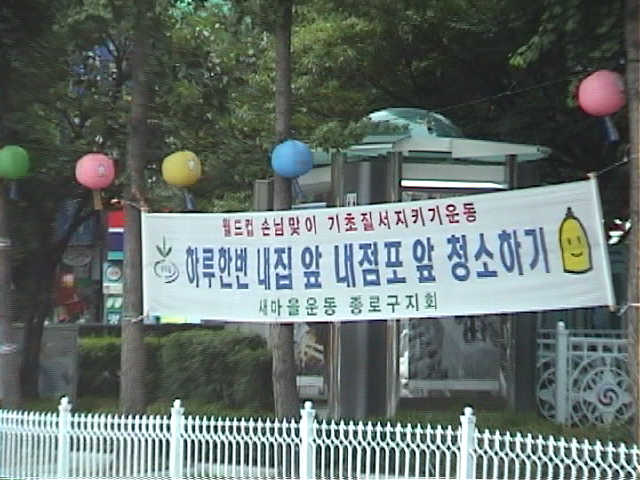 월드컵 손님맞이 기초질서지키기운동
하루한번 내집 앞 내점포 앞 청소하기
새마을운동 종로구지회